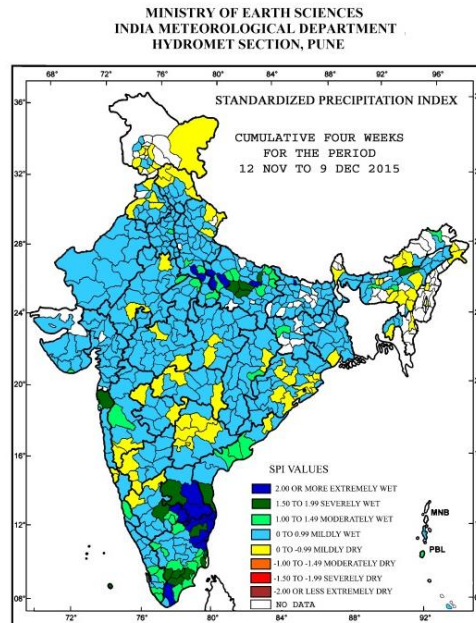 MINISTRY OF EARTH SCIENCES
INDIA METEOROLOGICAL DEPARTMENT
HYDROMET SECTION, PUNE
68° 72° 76° 80° 84° 88° 92° 96°
STANDARDIZED PRECIPITATION INDEX
CUMULATIVE FOUR WEEKS
FOR THE PERIOD
12 NOV TO 9 DEC 2015
36°
32°
28°
24°
20°
16°
12°
08°
SPI VALUES
2.00 OR MORE EXTREMELY WET
1.50 TO 1.99 SEVERELY WET
1.00 TO 1.49 MODERATELY WET
0 TO 0.99 MILDLY WET
0 TO -0.99 MILDLY DRY
-1.00 TO -1.49 MODERATELY DRY
-1.50 TO -1.99 SEVERELY DRY
-2.00 OR LESS EXTREMELY DRY
NO DATA
MNB
PBL
76° 80° 84° 88° 92°